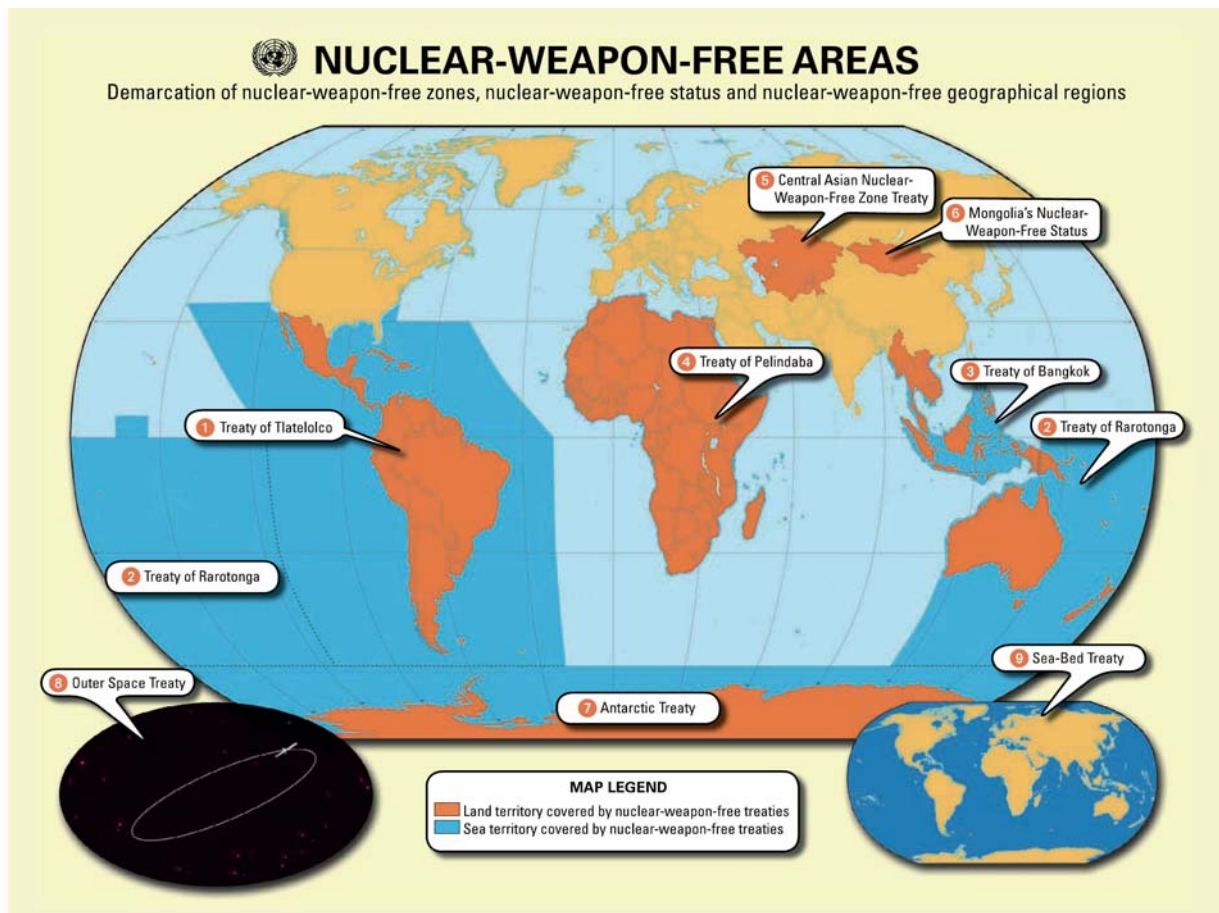 NUCLEAR-WEAPON-FREE AREAS
Demarcation of nuclear-weapon-free zones, nuclear-weapon-free status and nuclear-weapon-free geographical regions
5 Central Asian Nuclear-
Weapon-Free Zone Treaty
6 Mongolia's Nuclear-
Weapon-Free Status
4 Treaty of Pelindaba
3 Treaty of Bangkok
1 Treaty of Tlatelolco
2 Treaty of Rarotonga
2 Treaty of Rarotonga
9 Sea-Bed Treaty
8 Outer Space Treaty
7 Antarctic Treaty
MAP LEGEND
Land territory covered by nuclear-weapon-free treaties
Sea territory covered by nuclear-weapon-free treaties